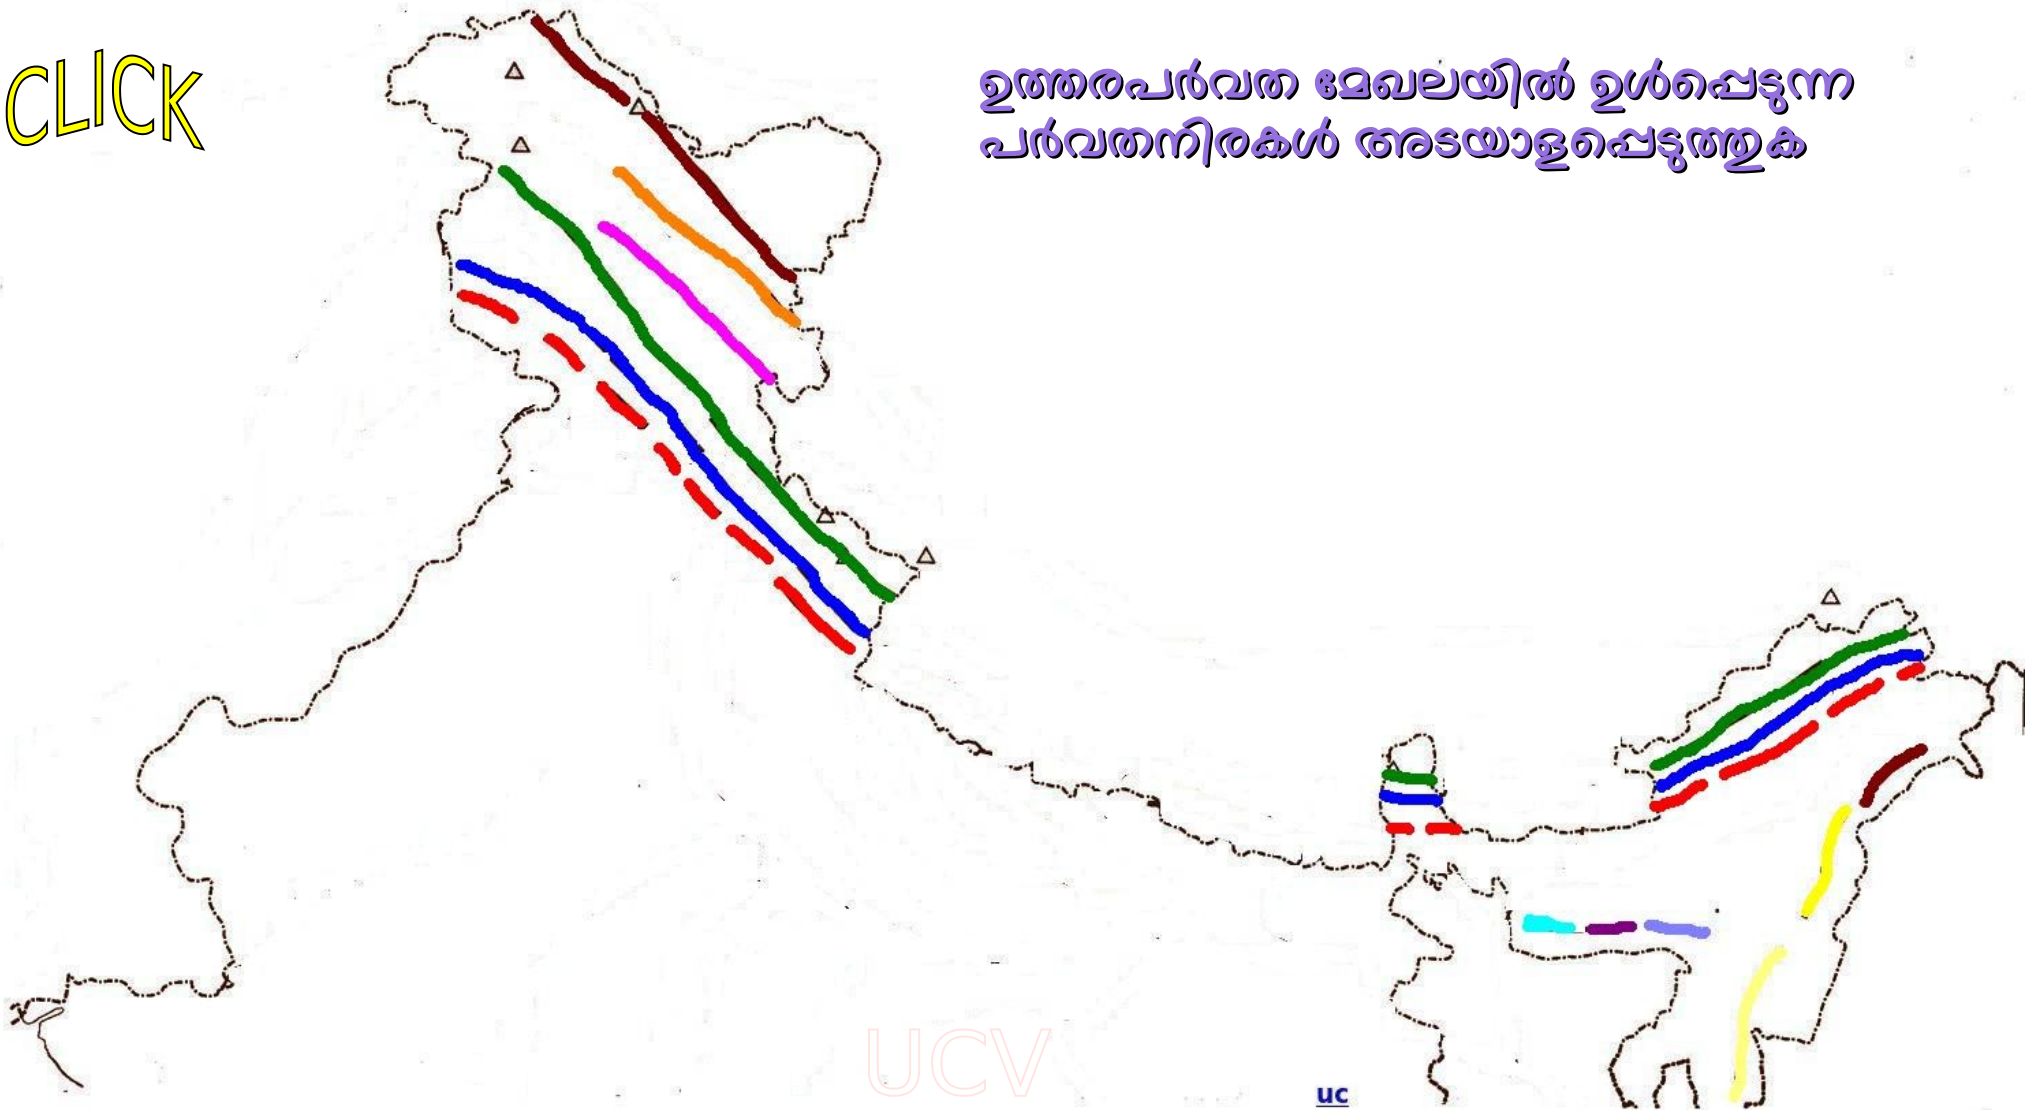 CLICK
ഉത്തരപർവത മേഖലയിൽ ഉൾപ്പെടുന്ന
പർവതനിരകൾ അടയാളപ്പെടുത്തുക
UCV
uc